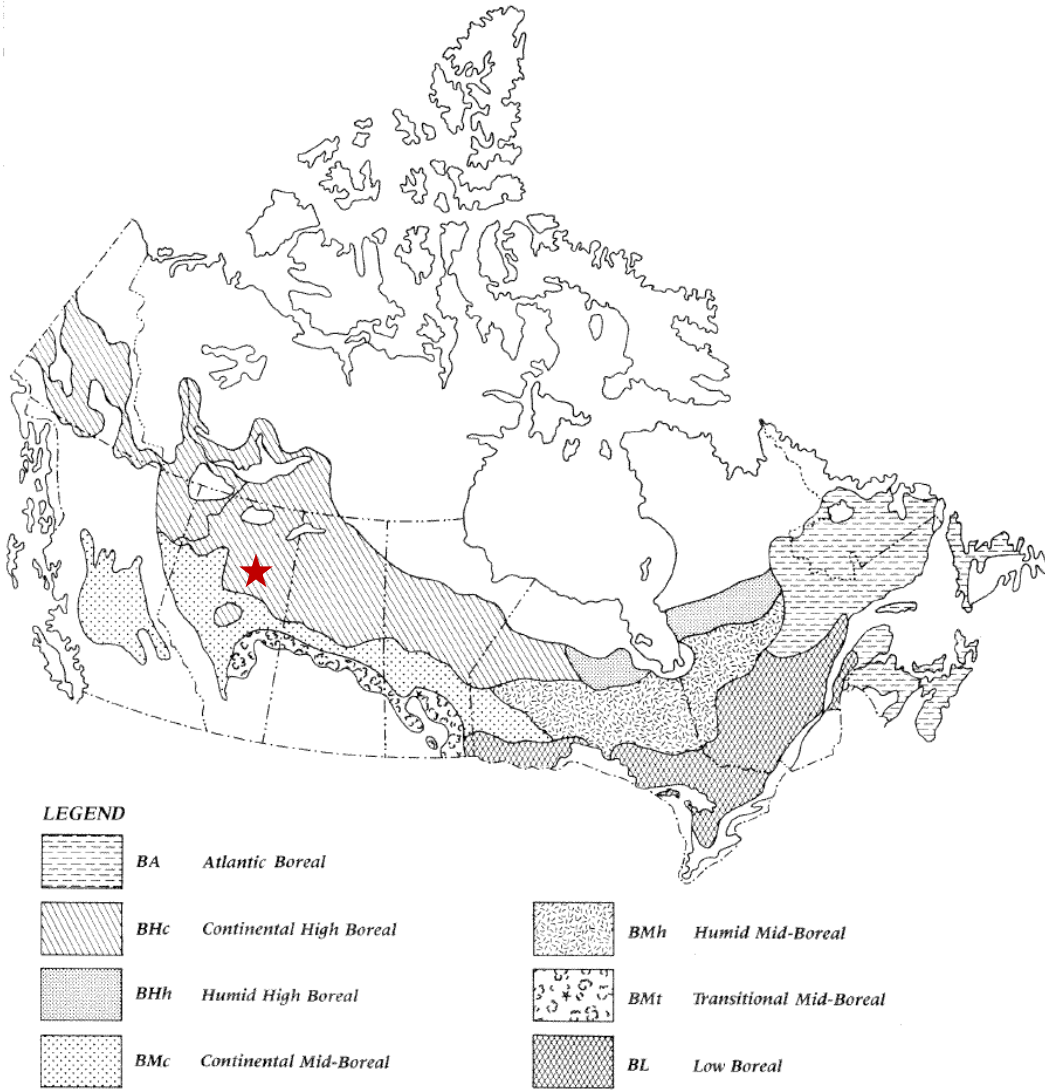 LEGEND
BA Atlantic Boreal
BHc Continental High Boreal
BHh Humid High Boreal
BMc Continental Mid-Boreal
BMh Humid Mid-Boreal
BMt Transitional Mid-Boreal
BL Low Boreal